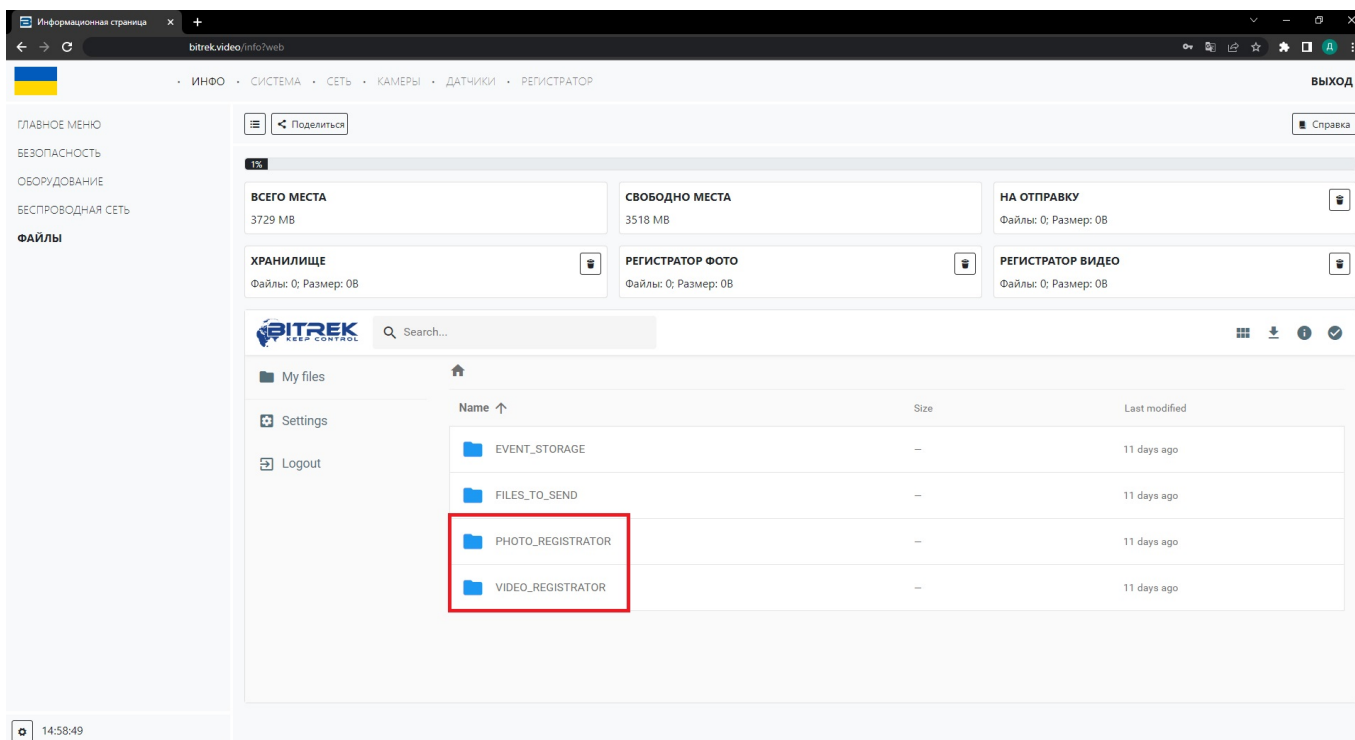 Информационная страница
bitrek.video/info?web
Д
• ИНФО • СИСТЕМА • СЕТЬ • КАМЕРЫ • ДАТЧИКИ • РЕГИСТРАТОР
ВЫХОД
ГЛАВНОЕ МЕНЮ
БЕЗОПАСНОСТЬ
ОБОРУДОВАНИЕ
БЕСПРОВОДНАЯ СЕТЬ
ФАЙЛЫ
Поделиться
Справка
1%
ВСЕГО МЕСТА
3729 MB
СВОБОДНО МЕСТА
3518 MB
НА ОТПРАВКУ
Файлы: 0; Размер: 0B
ХРАНИЛИЩЕ
Файлы: 0; Размер: 0B
РЕГИСТРАТОР ФОТО
Файлы: 0; Размер: 0B
РЕГИСТРАТОР ВИДЕО
Файлы: 0; Размер: 0B
BITREK
KEEP CONTROL
Search...
My files
Settings
Logout
Name Size Last modified
EVENT_STORAGE – 11 days ago
FILES_TO_SEND – 11 days ago
PHOTO_REGISTRATOR – 11 days ago
VIDEO_REGISTRATOR – 11 days ago
14:58:49